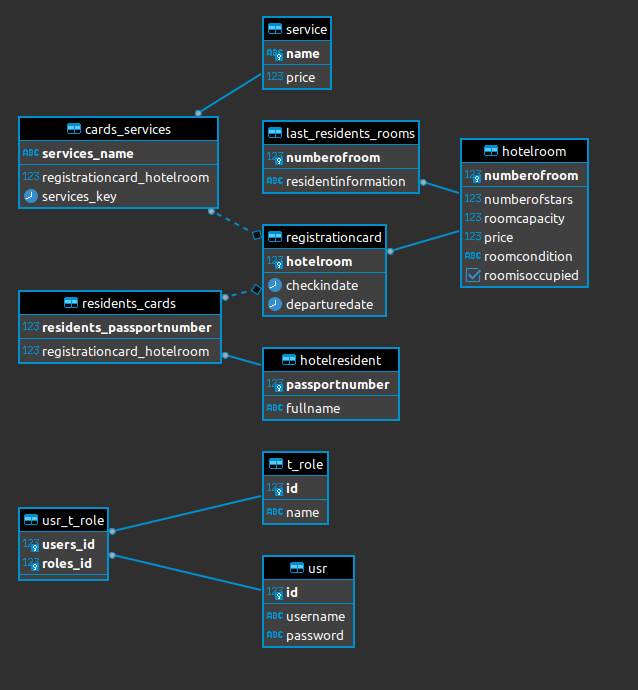 service
ABC name
123 price
cards_services
ABC services_name
123 registrationcard_hotelroom
services_key
last_residents_rooms
123 numberofroom
ABC residentinformation
hotelroom
123 numberofroom
123 numberofstars
123 roomcapacity
123 price
ABC roomcondition
roomisoccupied
registrationcard
123 hotelroom
checkindate
departuredate
residents_cards
123 residents_passportnumber
123 registrationcard_hotelroom
hotelresident
123 passportnumber
ABC fullname
t_role
123 id
ABC name
usr_t_role
123 users_id
123 roles_id
usr
123 id
ABC username
ABC password